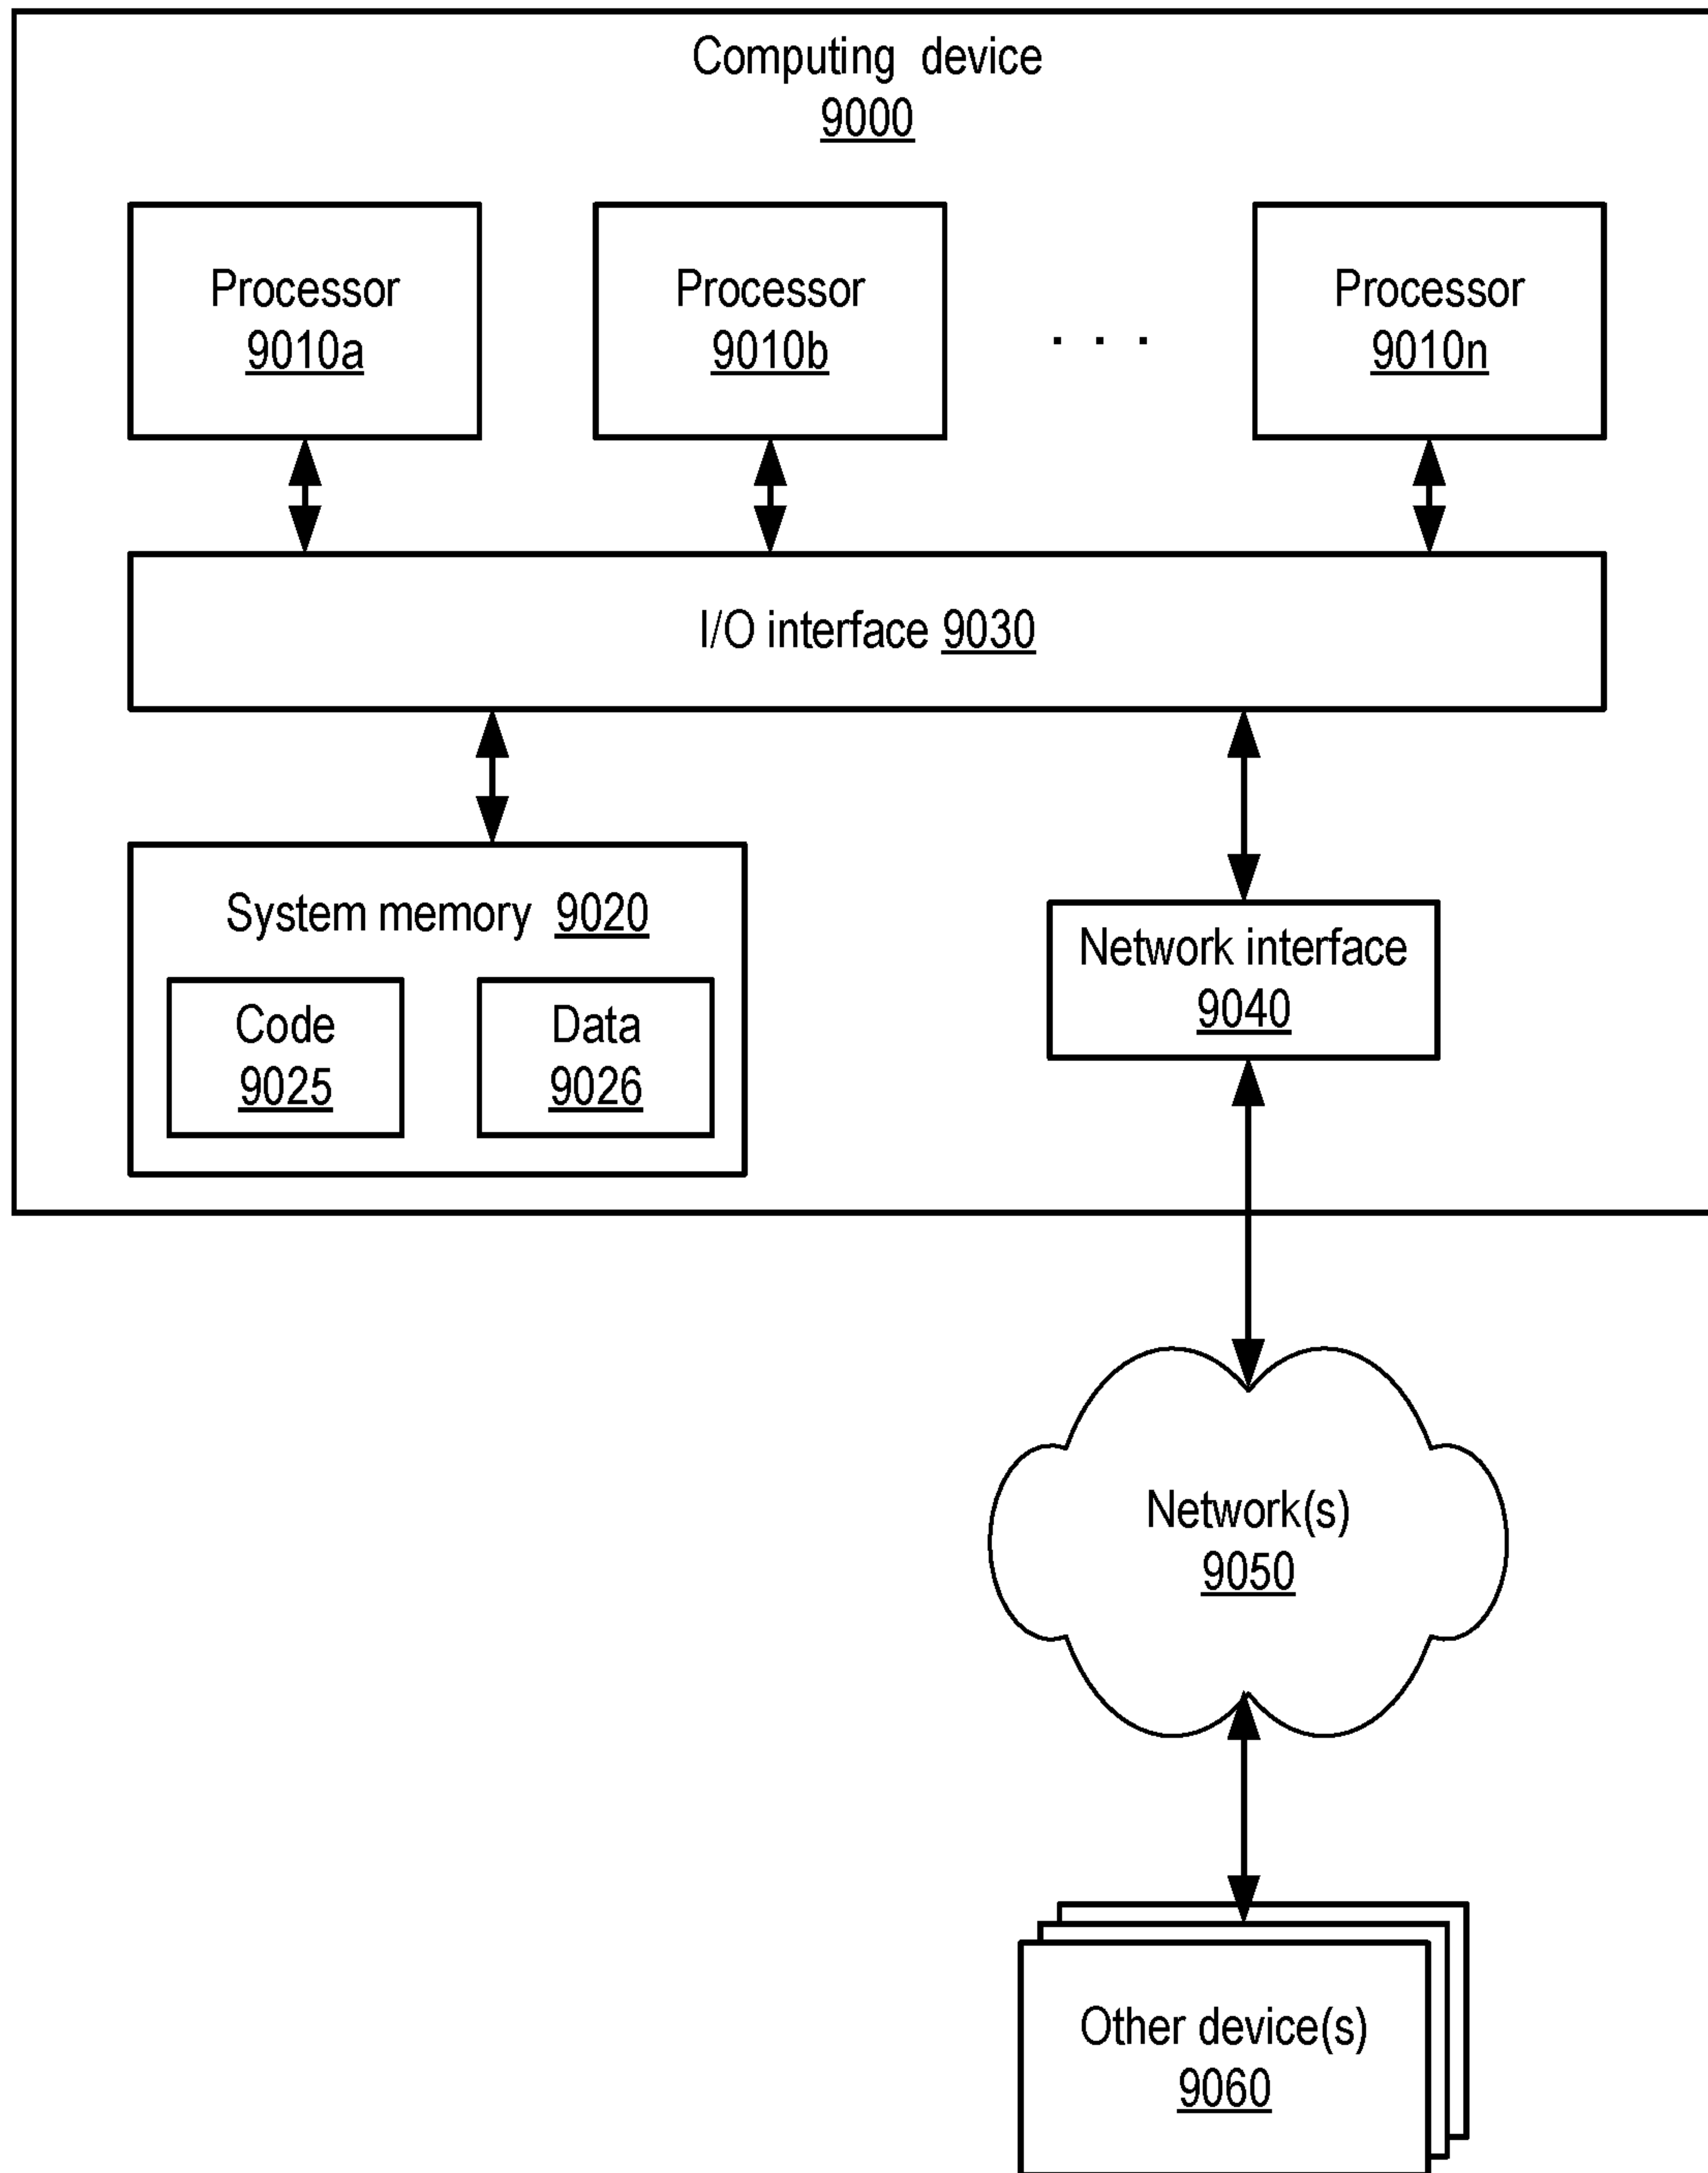 Computing device
9000
Processor
9010a
Processor
9010b
. . .
Processor
9010n
I/O interface 9030
System memory 9020
Code
9025
Data
9026
Network interface
9040
Network(s)
9050
Other device(s)
9060